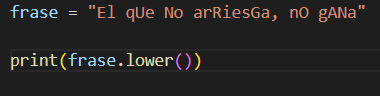 frase = "El qUe No arRiesGa, nO gANa"
print(frase.lower())